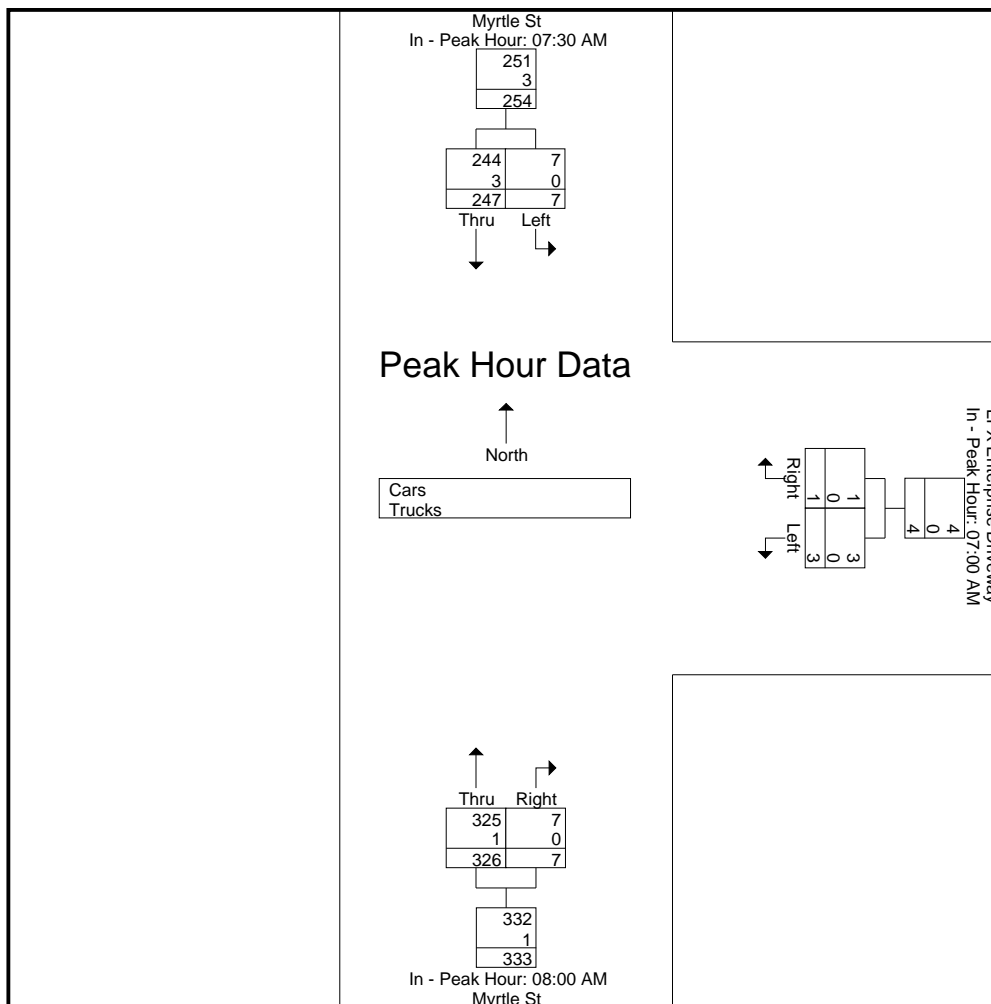 Myrtle St
In - Peak Hour: 07:30 AM
251
3
254
244 7
3 0
247 7
Thru Left
Peak Hour Data
North
Cars
Trucks
Right Left
1 3
0 0
1 3
4
0
4
In - Peak Hour: 07:00 AM
Enterprise Driveway
Thru Right
325 7
1 0
326 7
332
1
333
In - Peak Hour: 08:00 AM
Myrtle St